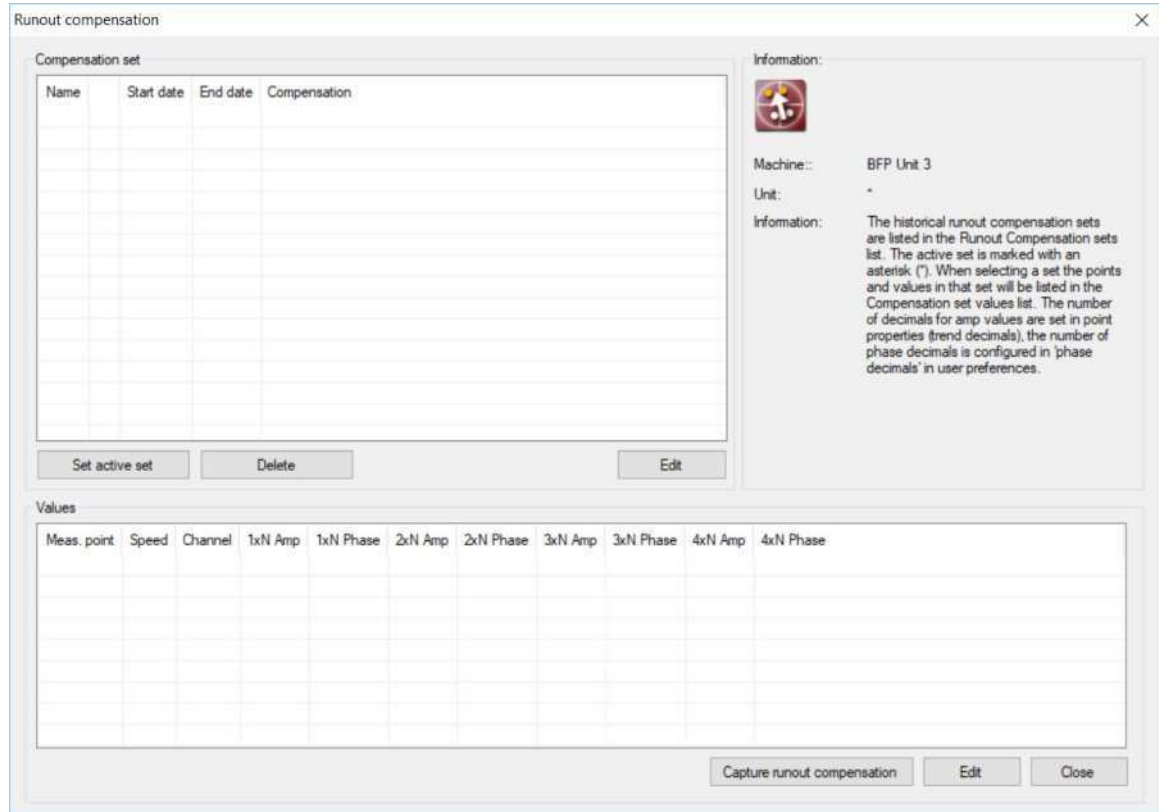 Runout compensation
Compensation set
Name Start date End date Compensation
Set active set Delete Edit
Information:
Machine:: BFP Unit 3
Unit: *
Information: The historical runout compensation sets
are listed in the Runout Compensation sets
list. The active set is marked with an
asterisk (*). When selecting a set the points
and values in that set will be listed in the
Compensation set values list. The number
of decimals for amp values are set in point
properties (trend decimals), the number of
phase decimals is configured in 'phase
decimals' in user preferences.
Values
Meas. point Speed Channel 1xN Amp 1xN Phase 2xN Amp 2xN Phase 3xN Amp 3xN Phase 4xN Amp 4xN Phase
Capture runout compensation Edit Close